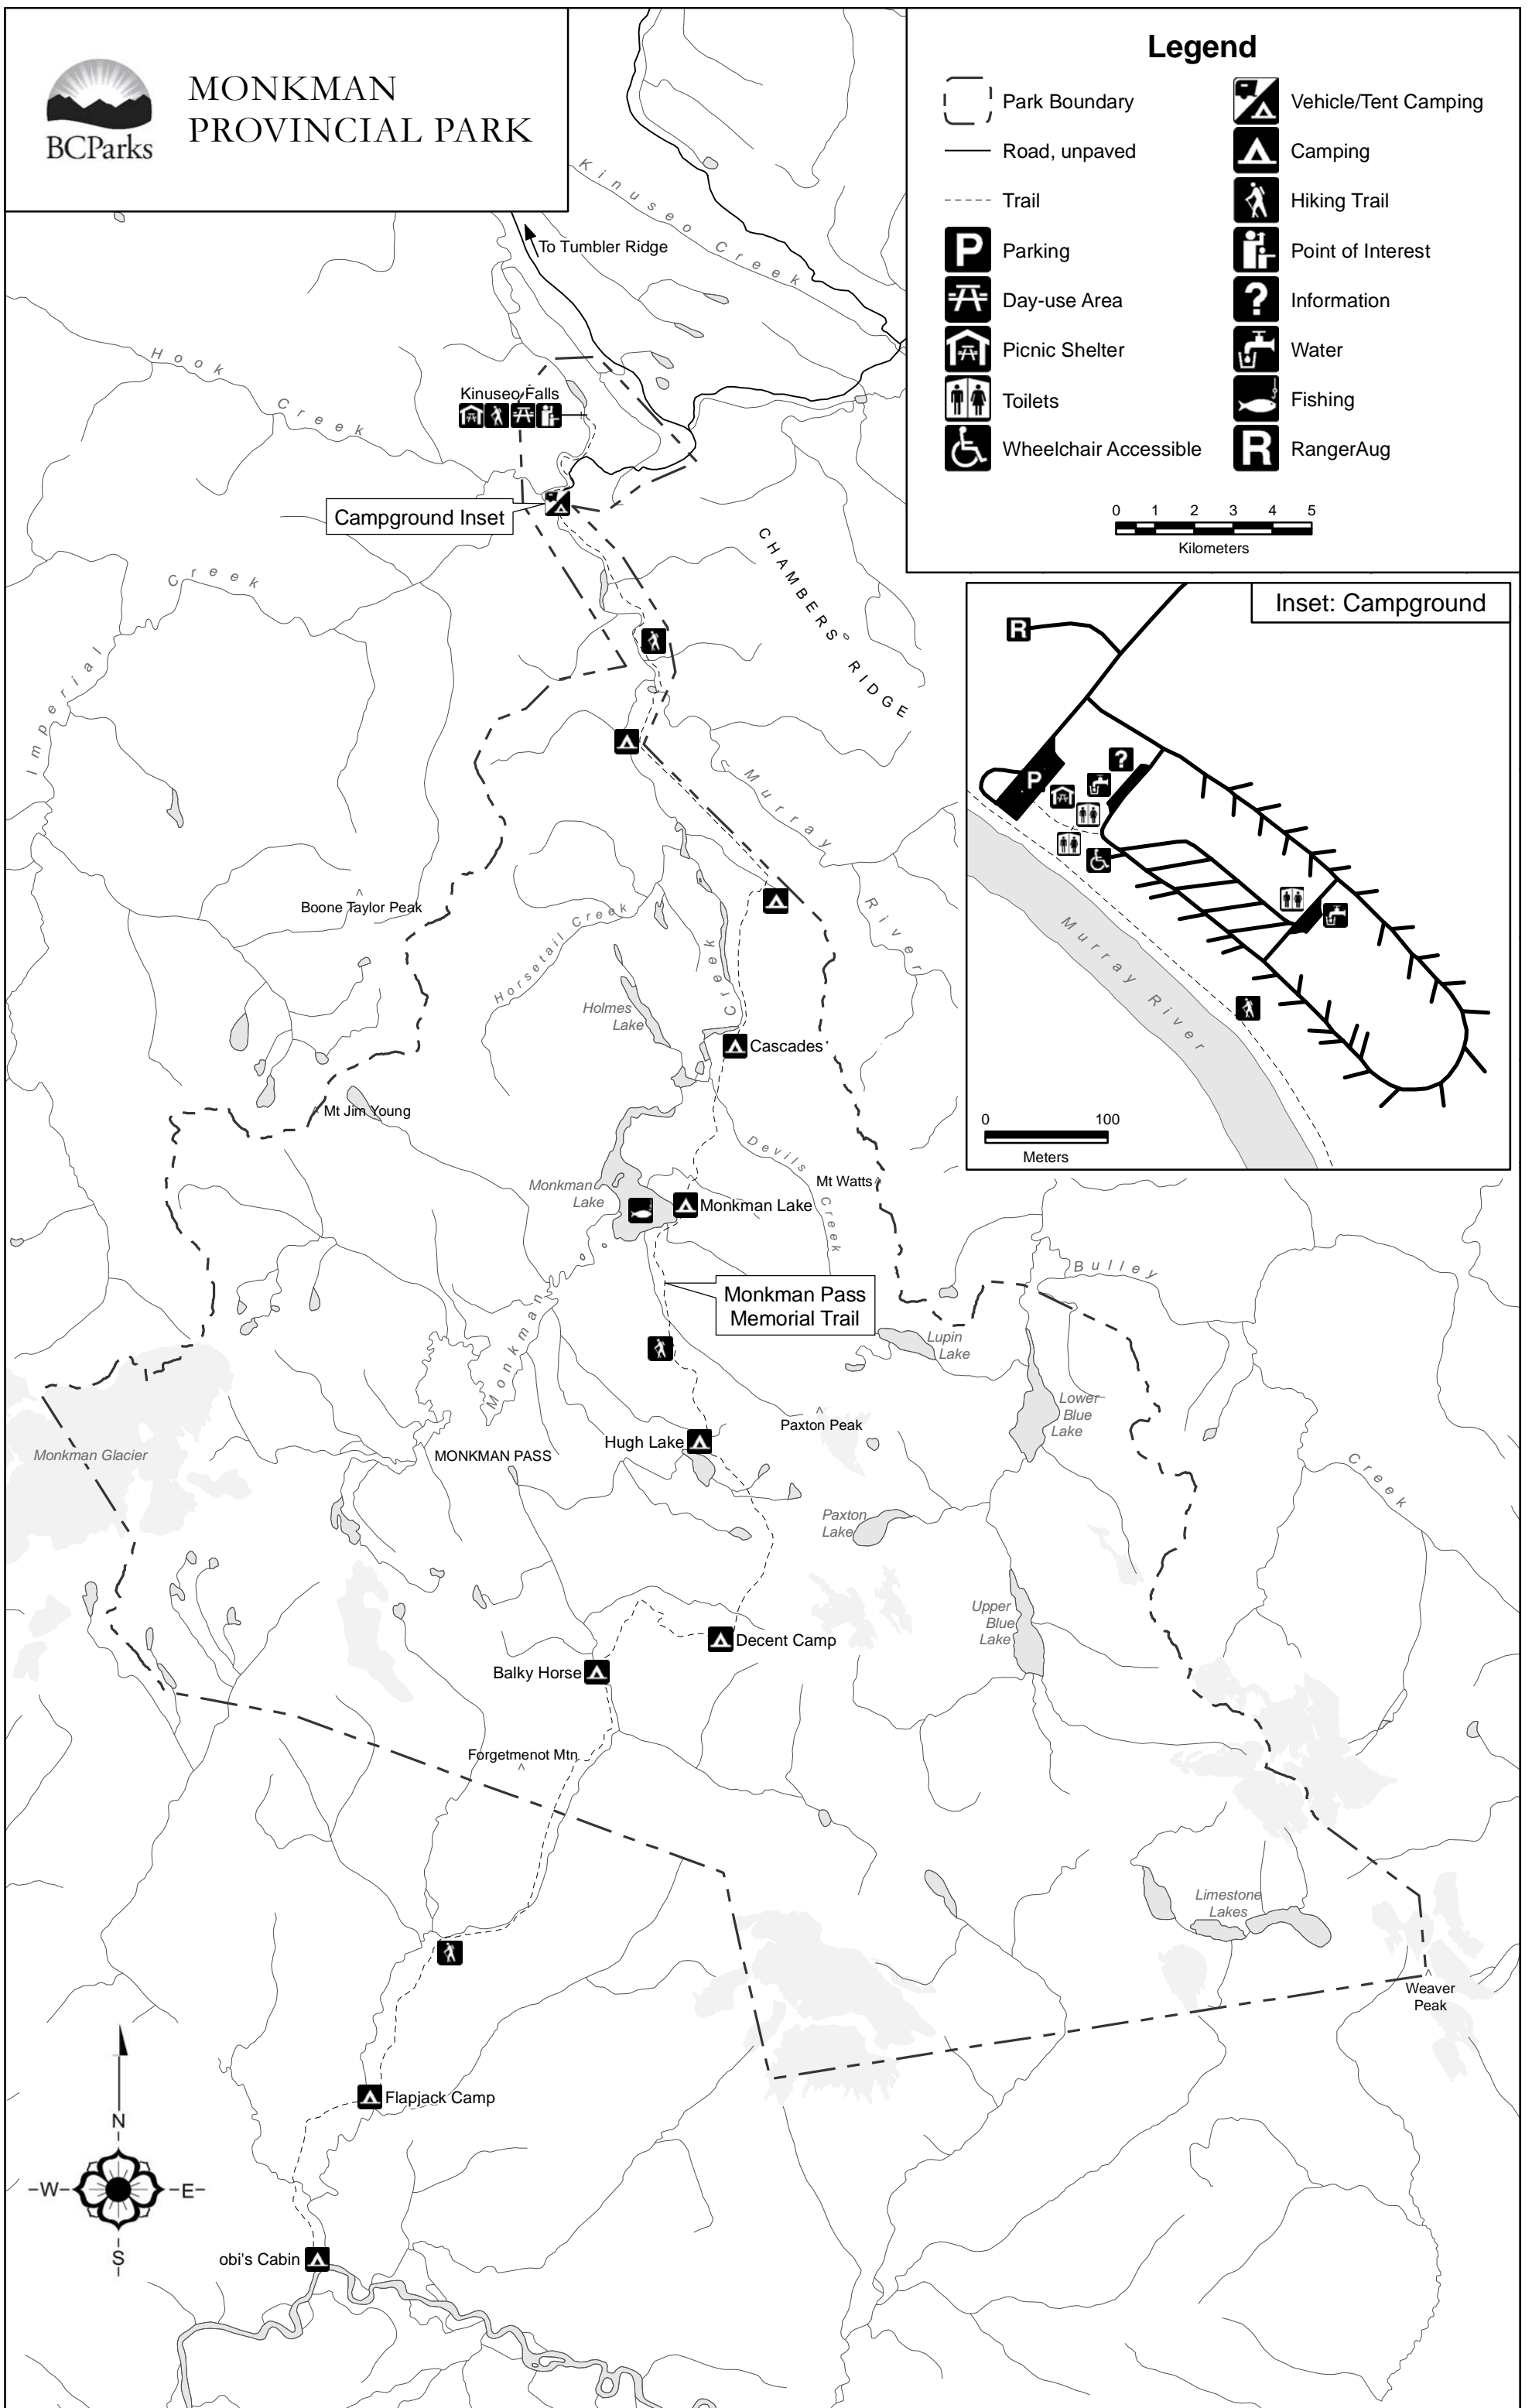 BCParks
MONKMAN
PROVINCIAL PARK
Legend
Park Boundary
Road, unpaved
Trail
P Parking
Day-use Area
Picnic Shelter
Toilets
Wheelchair Accessible
Vehicle/Tent Camping
Camping
Hiking Trail
Point of Interest
? Information
Water
Fishing
R RangerAug
0 1 2 3 4 5
Kilometers
Inset: Campground
R
P
?
Murray River
0 100
Meters
Kinuseo Creek
To Tumbler Ridge
Hook Creek
Kinuseo Falls
Campground Inset
CHAMBERS RIDGE
Imperial Creek
Murray River
Boone Taylor Peak
Horsetail Creek
Holmes
Lake
Creek
Cascades
Mt Jim Young
Devils Creek
Mt Watts
Monkman
Lake
Monkman Lake
Monkman Pass
Memorial Trail
Bulley Creek
Lupin
Lake
Monkman
Lower
Blue
Lake
Paxton Peak
Hugh Lake
Monkman Glacier
MONKMAN PASS
Paxton
Lake
Upper
Blue
Lake
Decent Camp
Balky Horse
Forgetmenot Mtn
Limestone
Lakes
Weaver
Peak
Flapjack Camp
N
W E
S
obi's Cabin